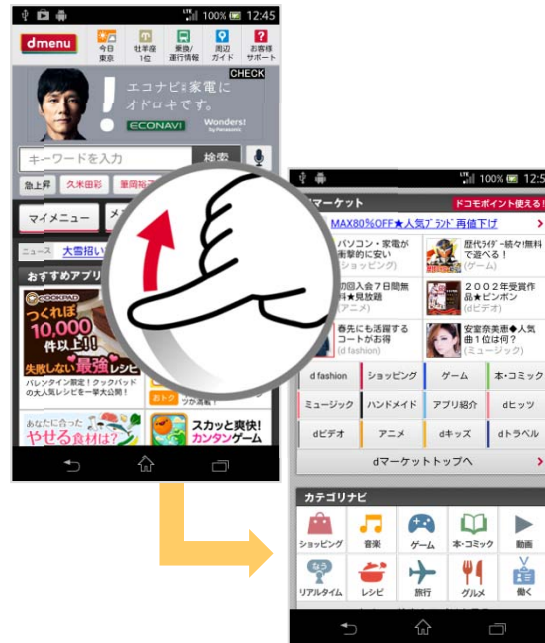 LTE 100% 12:45
dmenu
今日
東京
牡羊座
1位
乗換/
運行情報
周辺
ガイド
お客様
サポート
CHECK
エコナビ×家電に
オドロキです。
ECONAVI
Wonders!
by Panasonic
キーワードを入力
検索
急上昇
久米田彩
マイメニュー
ニュース
おすすめアプリ
COOKPAD
つくれぽ
10,000
件以上!!
失敗しない最強レシピ
バレンタイン限定!クックパッド
の大人気レシピを一挙大公開!
おトク
あなたに合った
やせる食材は?
スカッと爽快!
カンタンゲーム
LTE 100%
マーケット
ドコモポイント使える!
MAX80%OFF★人気ブランド再値下げ
パソコン・家電が
衝撃的に安い
(ショッピング)
歴代ライダー続々!無料
で遊べる!
(ゲーム)
初回入会7日間無
料★見放題
(アニメ)
2002年受賞作
品★ピンポン
(dビデオ)
春先にも活躍する
コートがお得
(d fashion)
安室奈美恵◆人気
曲1位は何?
(ミュージック)
d fashion
ショッピング
ゲーム
本・コミック
ミュージック
ハンドメイド
アプリ紹介
dヒッツ
dビデオ
アニメ
dキッズ
dトラベル
dマーケットトップへ
カテゴリナビ
ショッピング
音楽
ゲーム
本・コミック
動画
なう
リアルタイム
レシピ
旅行
グルメ
働く